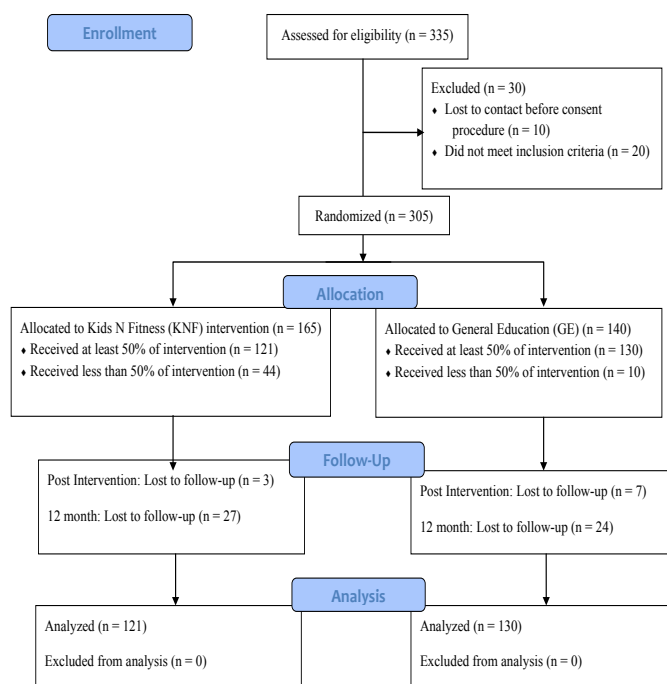 Enrollment
Assessed for eligibility (n = 335)
Excluded (n = 30)
♦ Lost to contact before consent
procedure (n = 10)
♦ Did not meet inclusion criteria (n = 20)
Randomized (n = 305)
Allocation
Allocated to Kids N Fitness (KNF) intervention (n = 165)
♦ Received at least 50% of intervention (n = 121)
♦ Received less than 50% of intervention (n = 44)
Allocated to General Education (GE) (n = 140)
♦ Received at least 50% of intervention (n = 130)
♦ Received less than 50% of intervention (n = 10)
Follow-Up
Post Intervention: Lost to follow-up (n = 3)
12 month: Lost to follow-up (n = 27)
Post Intervention: Lost to follow-up (n = 7)
12 month: Lost to follow-up (n = 24)
Analysis
Analyzed (n = 121)
Excluded from analysis (n = 0)
Analyzed (n = 130)
Excluded from analysis (n = 0)